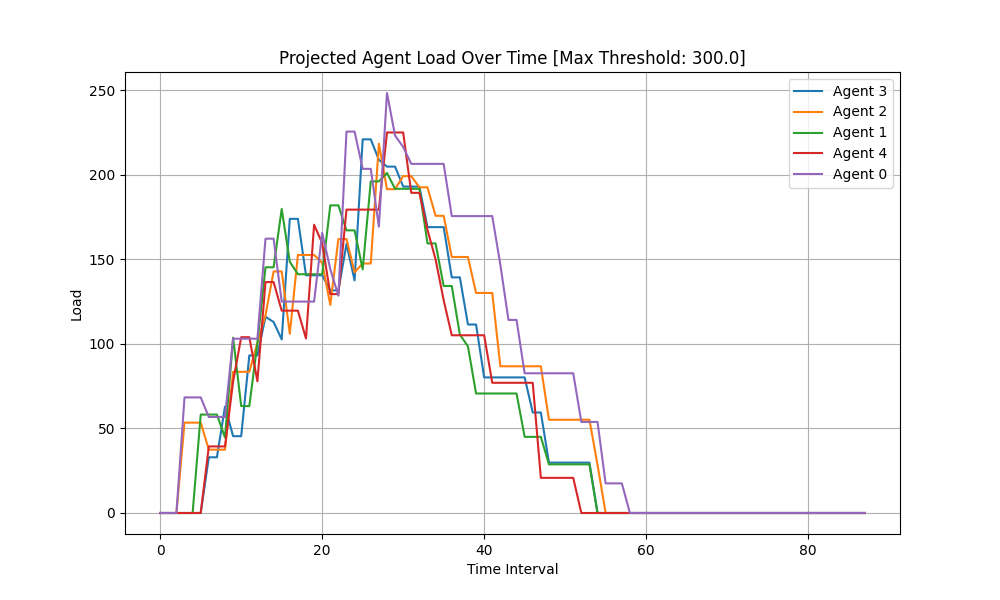 Projected Agent Load Over Time [Max Threshold: 300.0]
Load
250
200
150
100
50
0
Agent 3
Agent 2
Agent 1
Agent 4
Agent 0
0 20 40 60 80
Time Interval